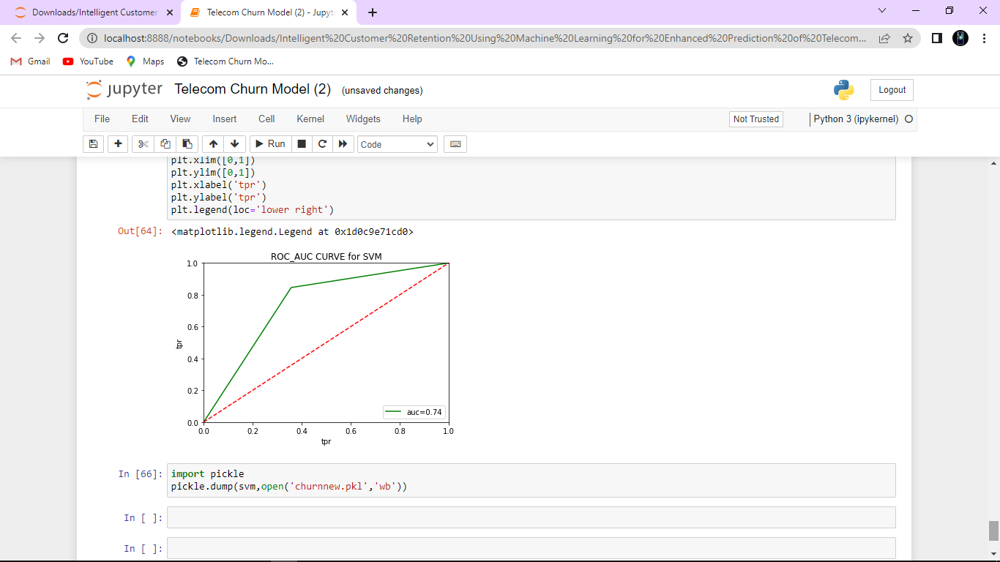 Downloads/Intelligent Customer
Telecom Churn Model (2) - Jupyt
localhost:8888/notebooks/Downloads/Intelligent%20Customer%20Retention%20Using%20Machine%20Learning%20for%20Enhanced%20Prediction%20of%20Telecom...
Gmail YouTube Maps Telecom Churn Mo...
jupyter Telecom Churn Model (2) (unsaved changes) Logout
File Edit View Insert Cell Kernel Widgets Help Not Trusted Python 3 (ipykernel)
Run Code
plt.xlim([0,1])
plt.ylim([0,1])
plt.xlabel('tpr')
plt.ylabel('tpr')
plt.legend(loc='lower right')
Out[64]: <matplotlib.legend.Legend at 0x1d0c9e71cd0>
ROC_AUC CURVE for SVM
1.0
0.8
0.6
tpr
0.4
0.2
auc=0.74
0.0
0.0 0.2 0.4 0.6 0.8 1.0
tpr
In [66]: import pickle
pickle.dump(svm,open('churnnew.pkl','wb'))
In [ ]:
In [ ]: